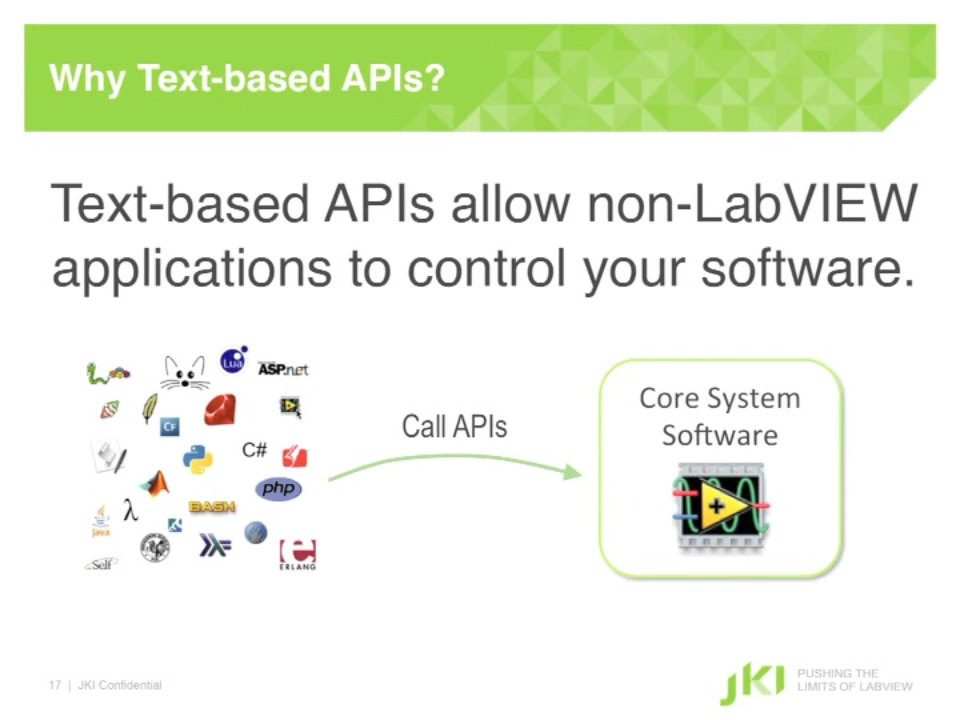 Why Text-based APIs?
Text-based APIs allow non-LabVIEW
applications to control your software.
Lua
ASP.net
CF
C#
php
λ
BASH
Java
Self
ERLANG
Call APIs
Core System
Software
17 | JKI Confidential
JKI
PUSHING THE
LIMITS OF LABVIEW